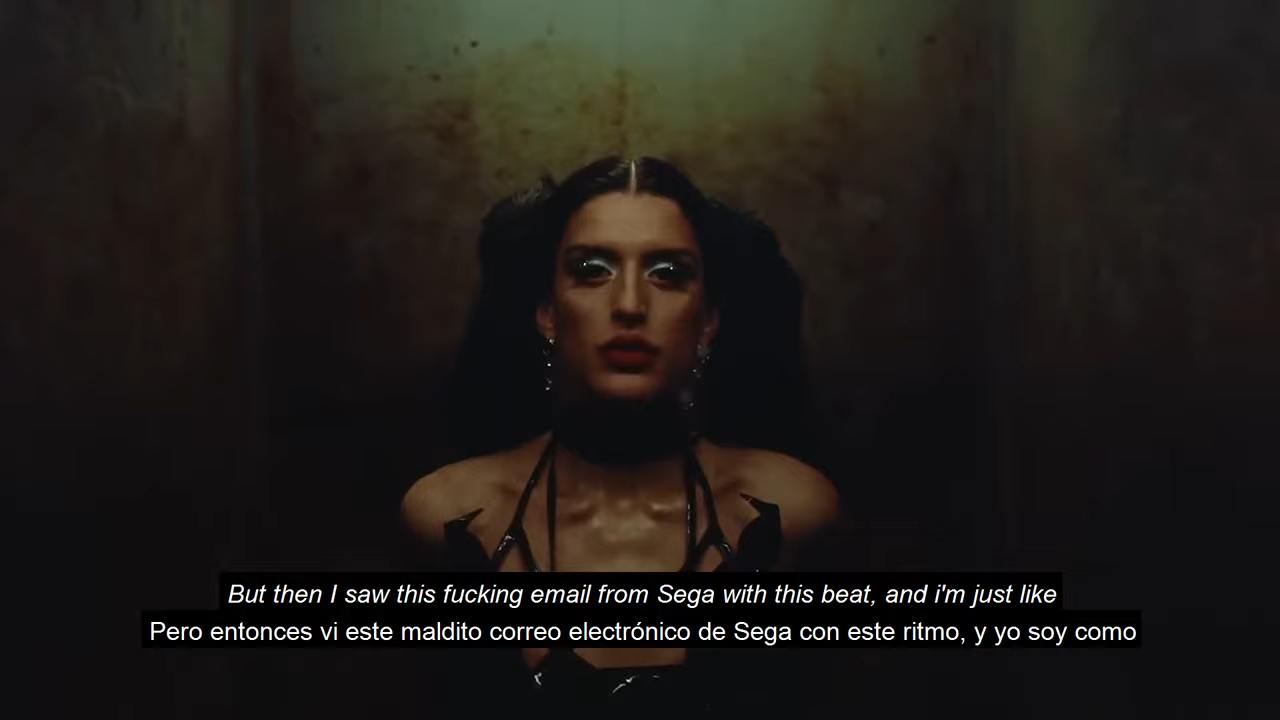 But then I saw this fucking email from Sega with this beat, and i'm just like
Pero entonces vi este maldito correo electrónico de Sega con este ritmo, y yo soy como